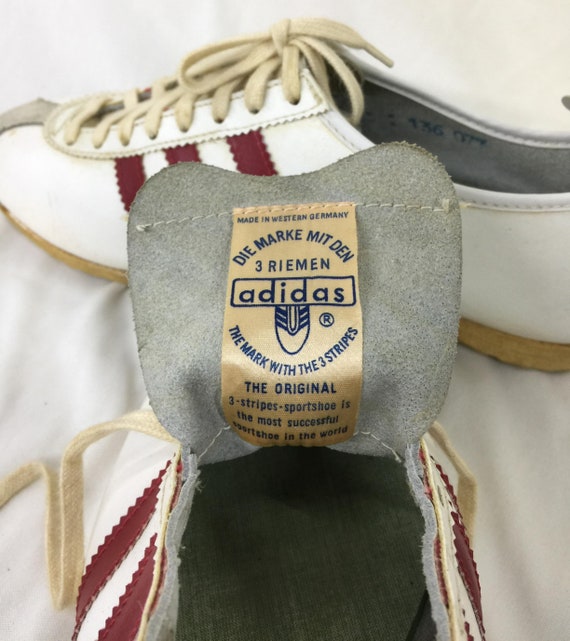 MADE IN WESTERN GERMANY
DIE MARKE MIT DEN
3 RIEMEN
adidas
®
THE MARK WITH THE 3 STRIPES
THE ORIGINAL
3-stripes-sportshoe is
the most successful
sportshoe in the world